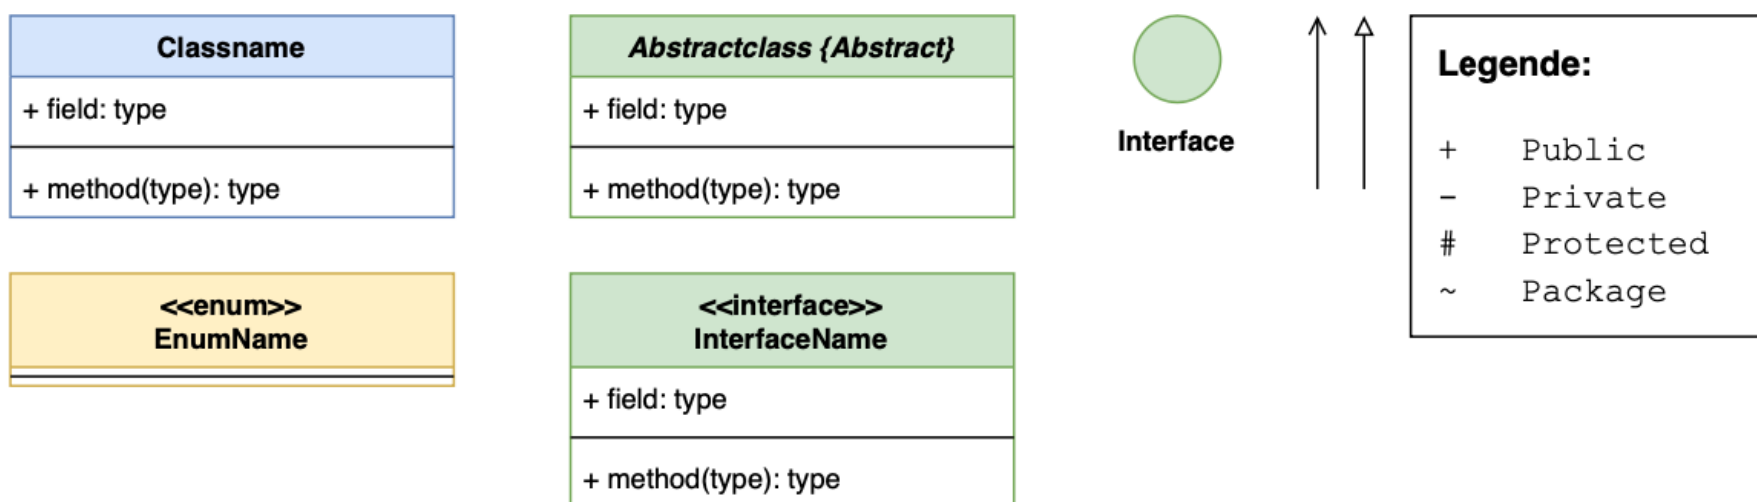 Classname
+ field: type
+ method(type): type
Abstractclass {Abstract}
+ field: type
+ method(type): type
Interface
Legende:
+ Public
- Private
# Protected
~ Package
<<enum>>
EnumName
<<interface>>
InterfaceName
+ field: type
+ method(type): type